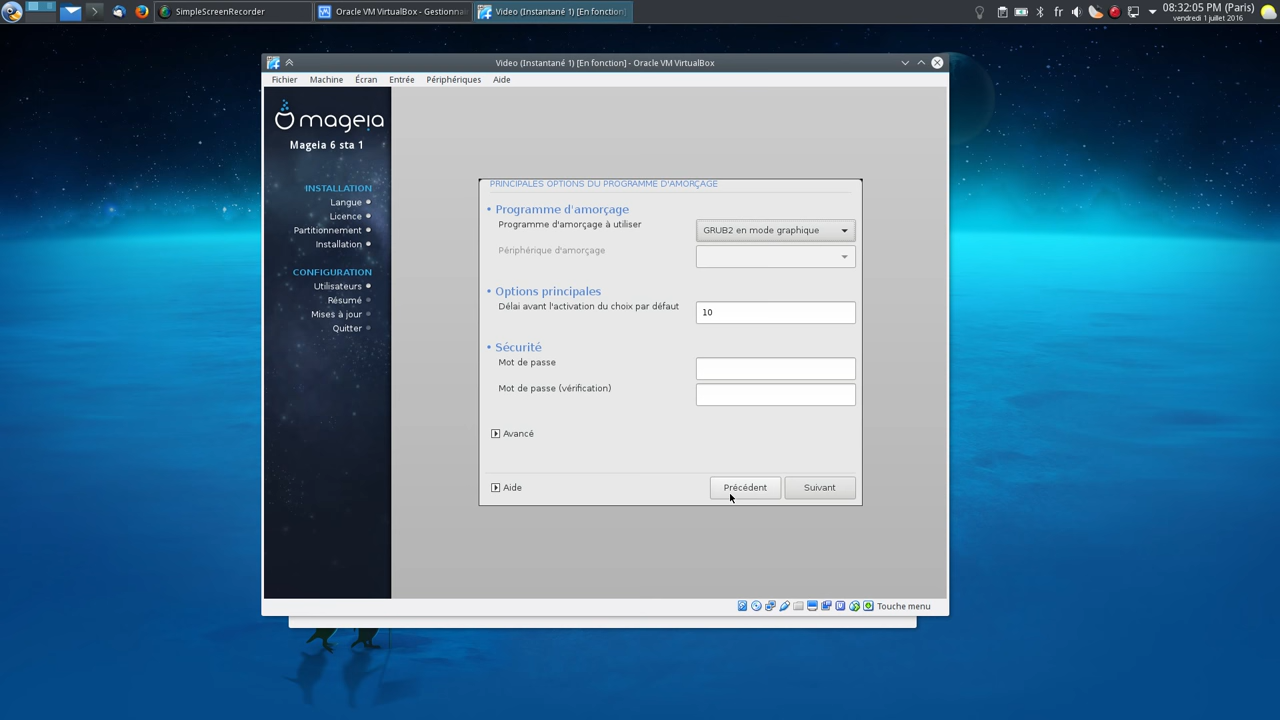 SimpleScreenRecorder
Oracle VM VirtualBox - Gestionna
Video (Instantané 1) [En fonction]
fr
08:32:05 PM (Paris)
vendredi 1 juillet 2016
Video (Instantané 1) [En fonction] - Oracle VM VirtualBox
Fichier Machine Écran Entrée Périphériques Aide
mageia
Mageia 6 sta 1
INSTALLATION
Langue
Licence
Partitionnement
Installation
CONFIGURATION
Utilisateurs
Résumé
Mises à jour
Quitter
PRINCIPALES OPTIONS DU PROGRAMME D'AMORÇAGE
Programme d'amorçage
Programme d'amorçage à utiliser
GRUB2 en mode graphique
Périphérique d'amorçage
Options principales
Délai avant l'activation du choix par défaut
10
Sécurité
Mot de passe
Mot de passe (vérification)
Avancé
Aide
Précédent
Suivant
Touche menu